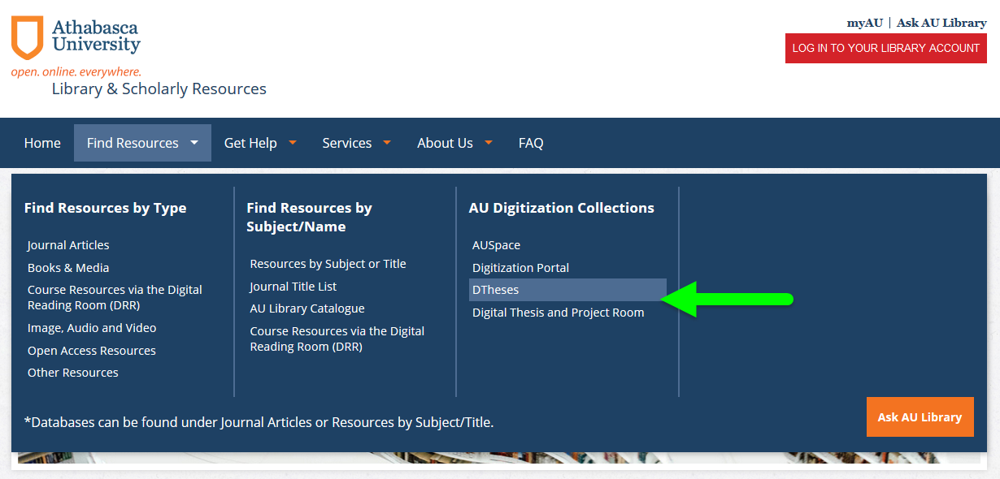 Athabasca
University
open. online. everywhere.
Library & Scholarly Resources
myAU | Ask AU Library
LOG IN TO YOUR LIBRARY ACCOUNT
Home Find Resources Get Help Services About Us FAQ
Find Resources by Type
Journal Articles
Books & Media
Course Resources via the Digital
Reading Room (DRR)
Image, Audio and Video
Open Access Resources
Other Resources
Find Resources by
Subject/Name
Resources by Subject or Title
Journal Title List
AU Library Catalogue
Course Resources via the Digital
Reading Room (DRR)
AU Digitization Collections
AUSpace
Digitization Portal
DTheses
Digital Thesis and Project Room
*Databases can be found under Journal Articles or Resources by Subject/Title.
Ask AU Library